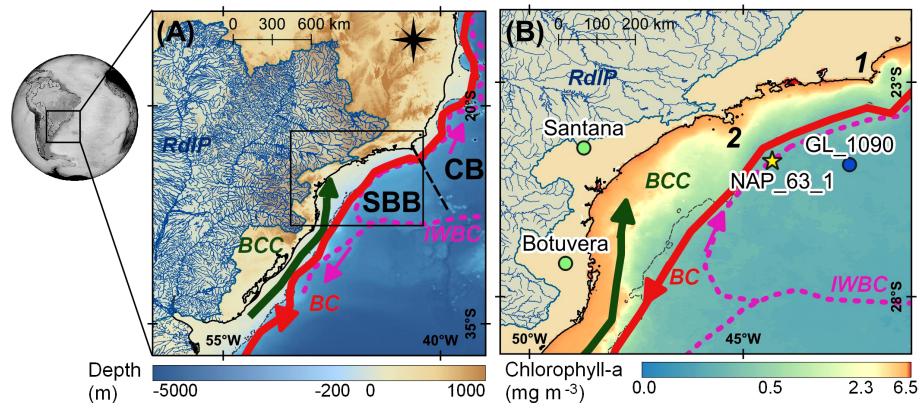 0 300 600 km
(A)
RdlP
20°S
CB
SBB
IWBC
BCC
BC
35°S
55°W
40°W
Depth
(m)
-5000 -200 0 1000
(B)
0 100 200 km
RdlP
1
23°S
Santana
2
GL_1090
NAP_63_1
BCC
Botuvera
BC
IWBC
28°S
50°W
45°W
Chlorophyll-a
(mg m-3)
0.0 0.5 2.3 6.5